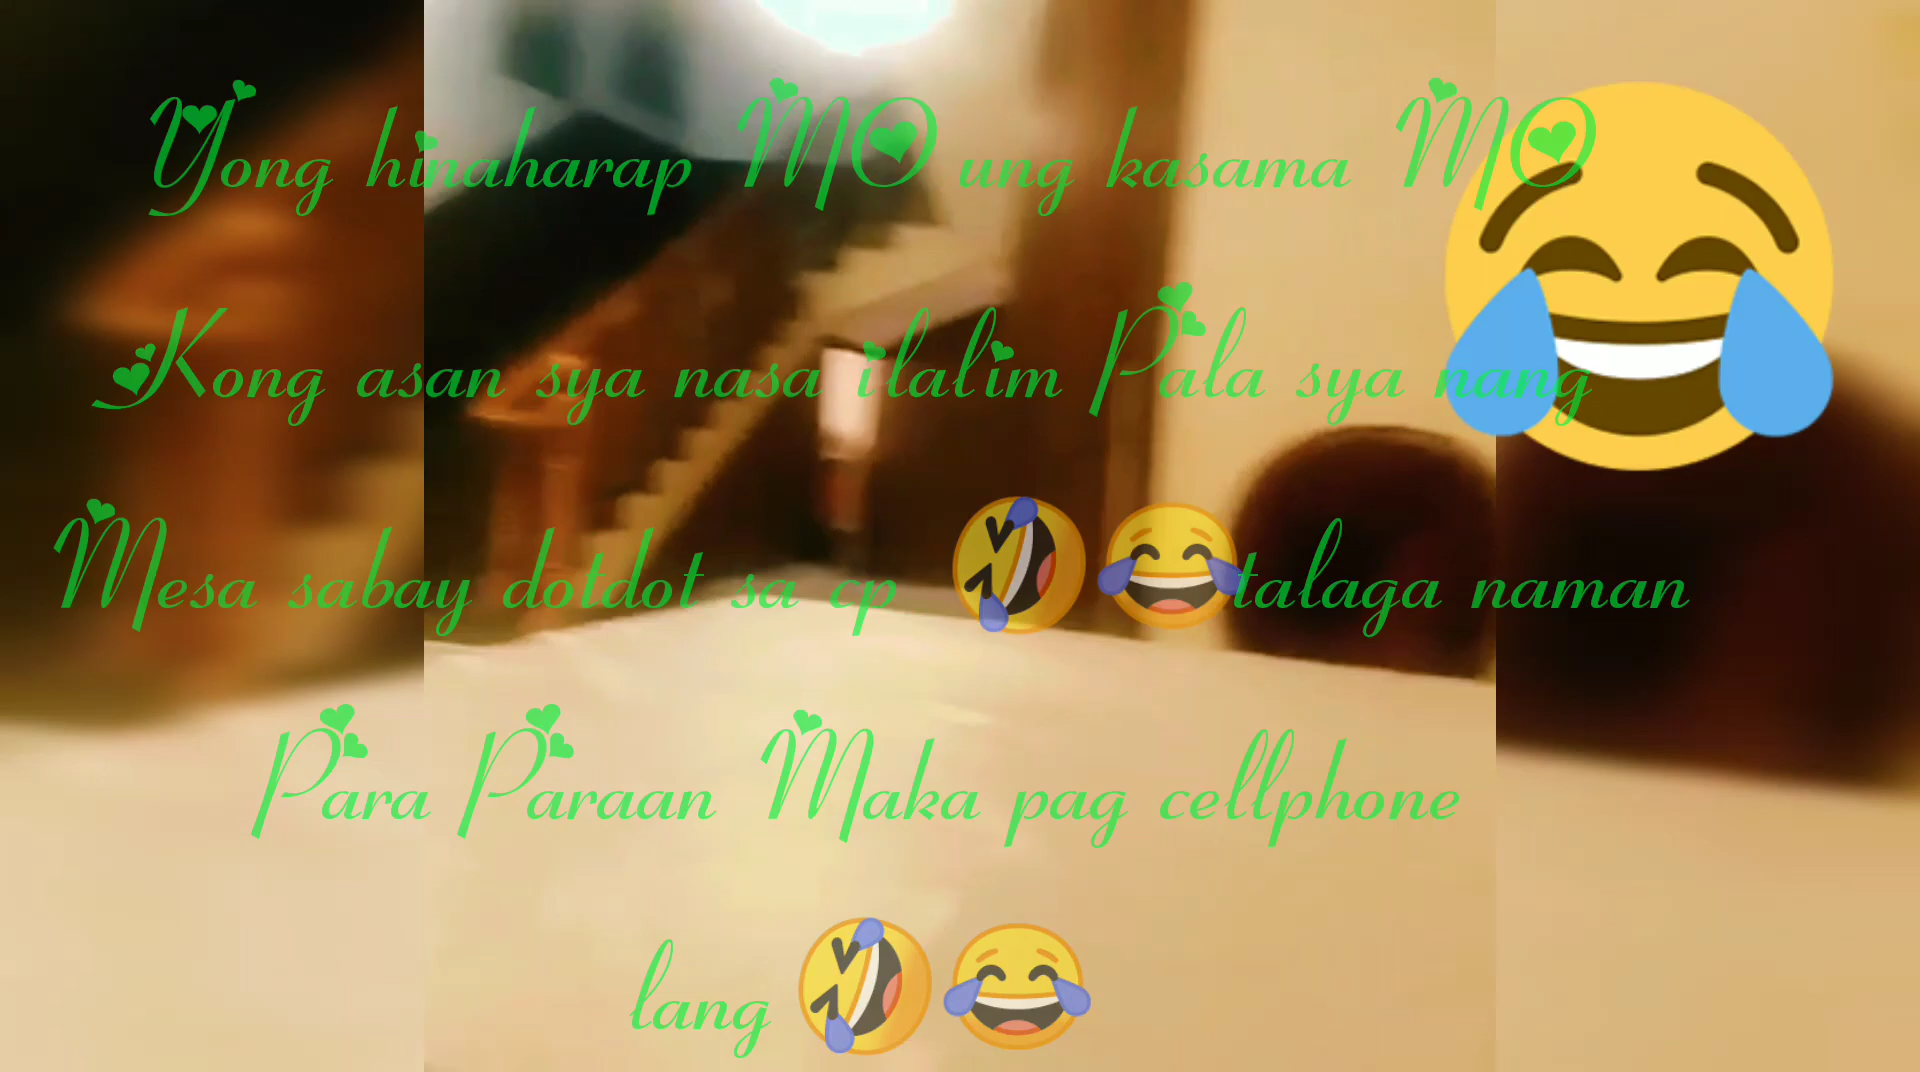 Yong hinaharap MO ung kasama MO
Kong asan sya nasa ilalim Pala sya nang
Mesa sabay dotdot sa cp 🤣😂talaga naman
Para Paraan Maka pag cellphone
lang 🤣😂